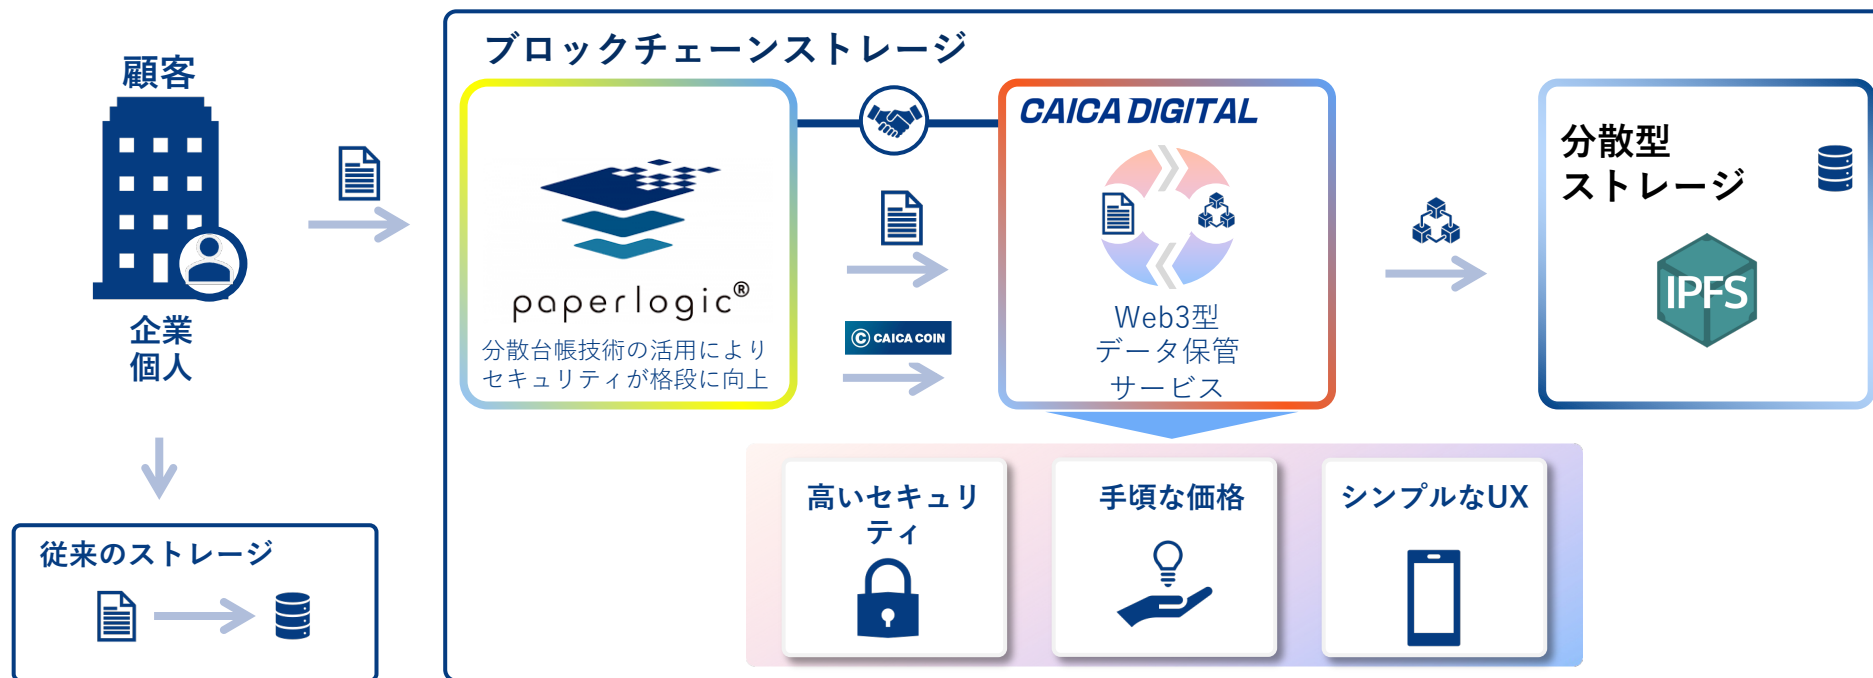 顧客
企業
個人
従来のストレージ
ブロックチェーンストレージ
paperlogic®
分散台帳技術の活用により
セキュリティが格段に向上
© CAICA COIN
CAICA DIGITAL
Web3型
データ保管
サービス
分散型
ストレージ
IPFS
高いセキュリ
ティ
手頃な価格
シンプルなUX